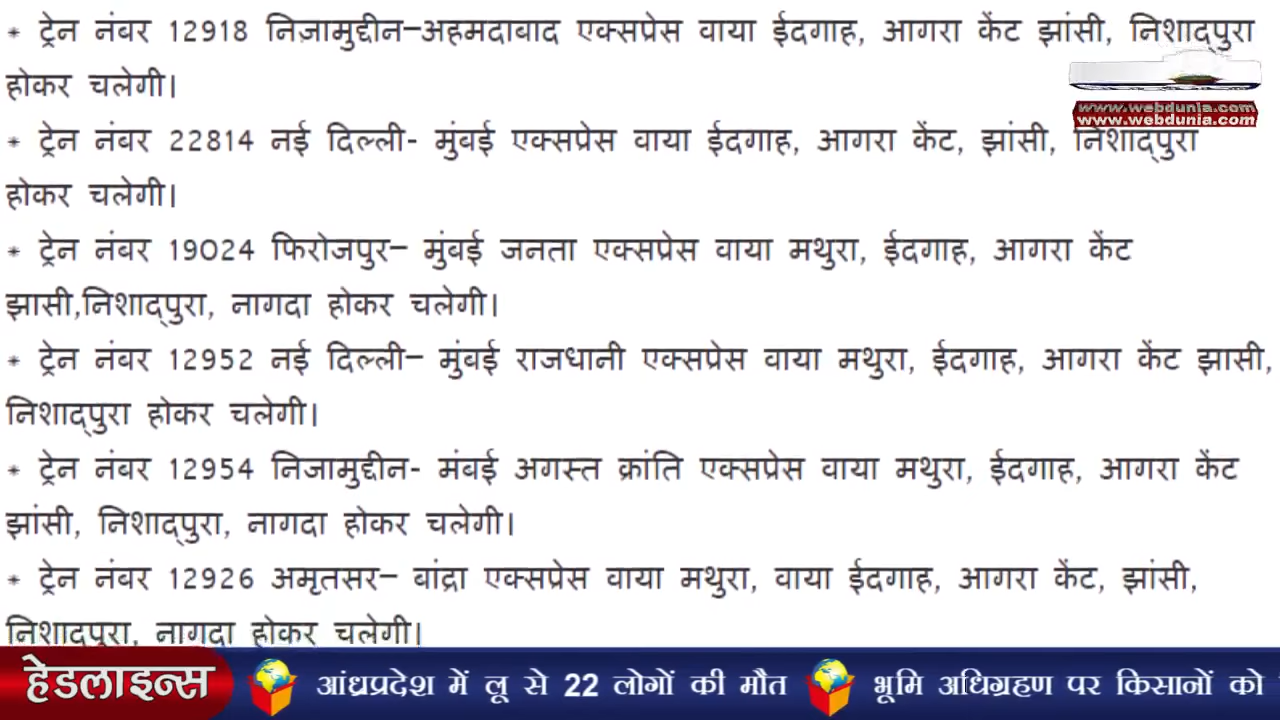 * ट्रेन नंबर 12918 निज़ामुद्दीन–अहमदाबाद एक्सप्रेस वाया ईदगाह, आगरा केंट झांसी, निशाद्पुरा
होकर चलेगी।
www.webdunia.com
www.webdunia.com
* ट्रेन नंबर 22814 नई दिल्ली- मुंबई एक्सप्रेस वाया ईदगाह, आगरा केंट, झांसी, निशाद्पुरा
होकर चलेगी।
* ट्रेन नंबर 19024 फिरोजपुर– मुंबई जनता एक्सप्रेस वाया मथुरा, ईदगाह, आगरा केंट
झासी,निशाद्पुरा, नागदा होकर चलेगी।
* ट्रेन नंबर 12952 नई दिल्ली– मुंबई राजधानी एक्सप्रेस वाया मथुरा, ईदगाह, आगरा केंट झासी,
निशाद्पुरा होकर चलेगी।
* ट्रेन नंबर 12954 निजामुद्दीन- मंबई अगस्त क्रांति एक्सप्रेस वाया मथुरा, ईदगाह, आगरा केंट
झांसी, निशाद्पुरा, नागदा होकर चलेगी।
* ट्रेन नंबर 12926 अमृतसर– बांद्रा एक्सप्रेस वाया मथुरा, वाया ईदगाह, आगरा केंट, झांसी,
निशाद्पुरा, नागदा होकर चलेगी।
हेडलाइन्स आंध्रप्रदेश में लू से 22 लोगों की मौत भूमि अधिग्रहण पर किसानों को